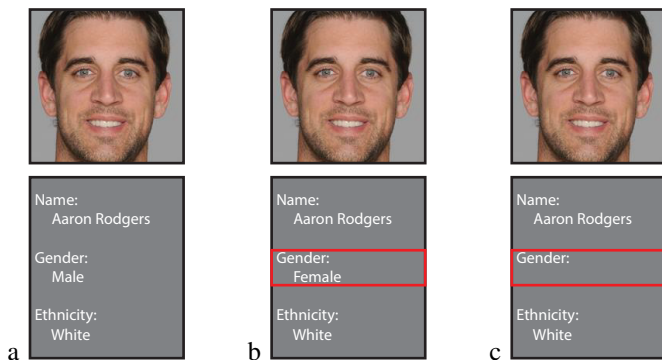 Name:
Aaron Rodgers
Gender:
Male
Ethnicity:
White
a
Name:
Aaron Rodgers
Gender:
Female
Ethnicity:
White
b
Name:
Aaron Rodgers
Gender:
Ethnicity:
White
c